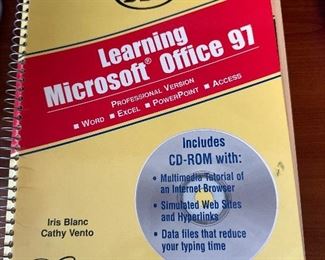 Learning
Microsoft® Office 97
PROFESSIONAL VERSION
■ WORD ■ EXCEL ■ POWERPOINT ■ ACCESS
Includes
CD-ROM with:
• Multimedia Tutorial of
an Internet Browser
• Simulated Web Sites
and Hyperlinks
• Data files that reduce
your typing time
Iris Blanc
Cathy Vento